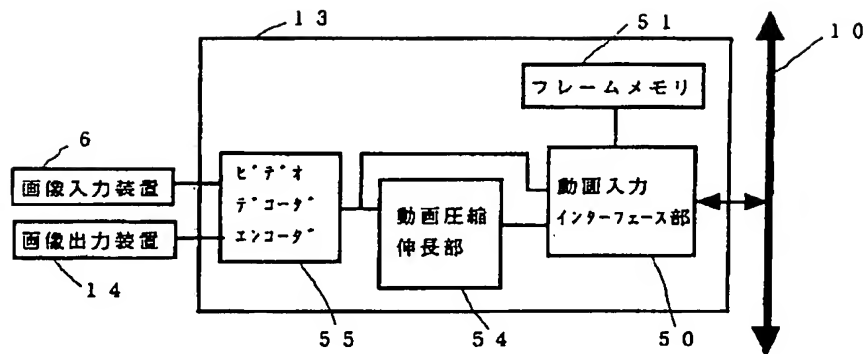 １３
５１
１０
フレームメモリ
６
画像入力装置
画像出力装置
１４
ビデオ
デコーダ
エンコーダ
５５
動画圧縮
伸長部
５４
動画入力
インターフェース部
５０